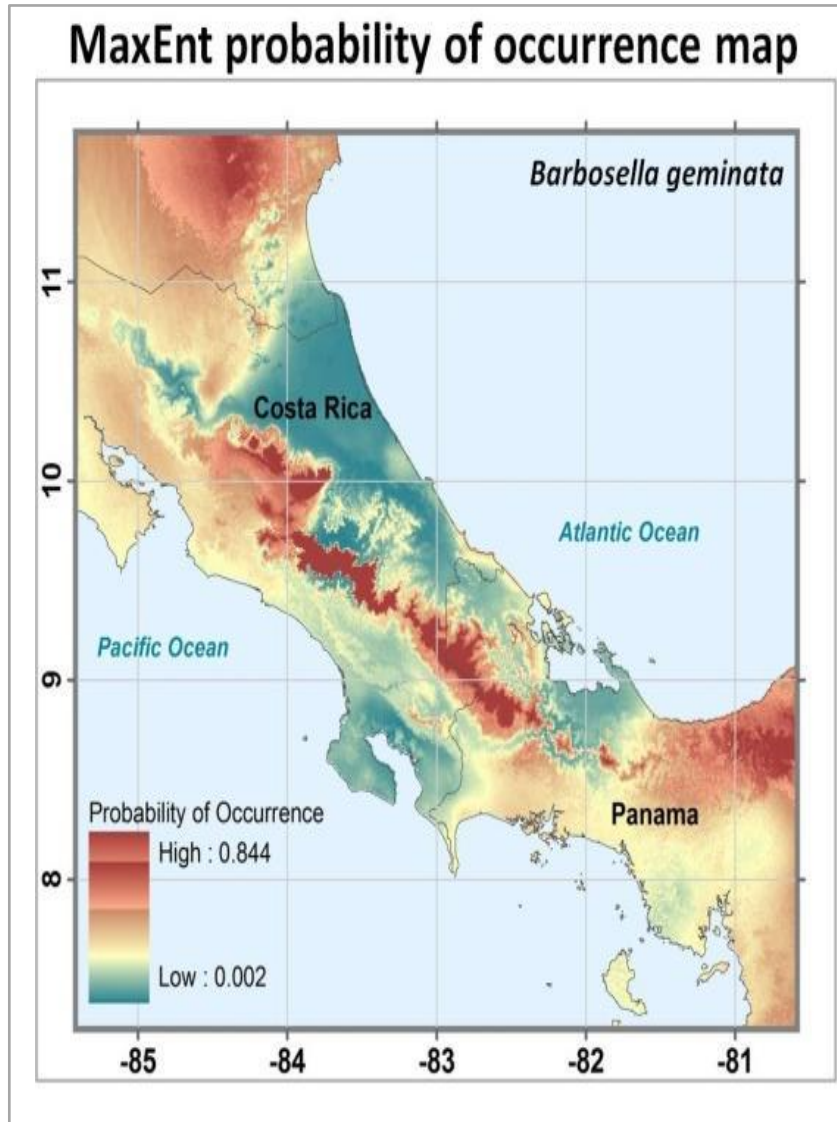 MaxEnt probability of occurrence map
Barbosella geminata
11
Costa Rica
10
Atlantic Ocean
Pacific Ocean
9
Probability of Occurrence
High : 0.844
Panama
8
Low : 0.002
-85 -84 -83 -82 -81